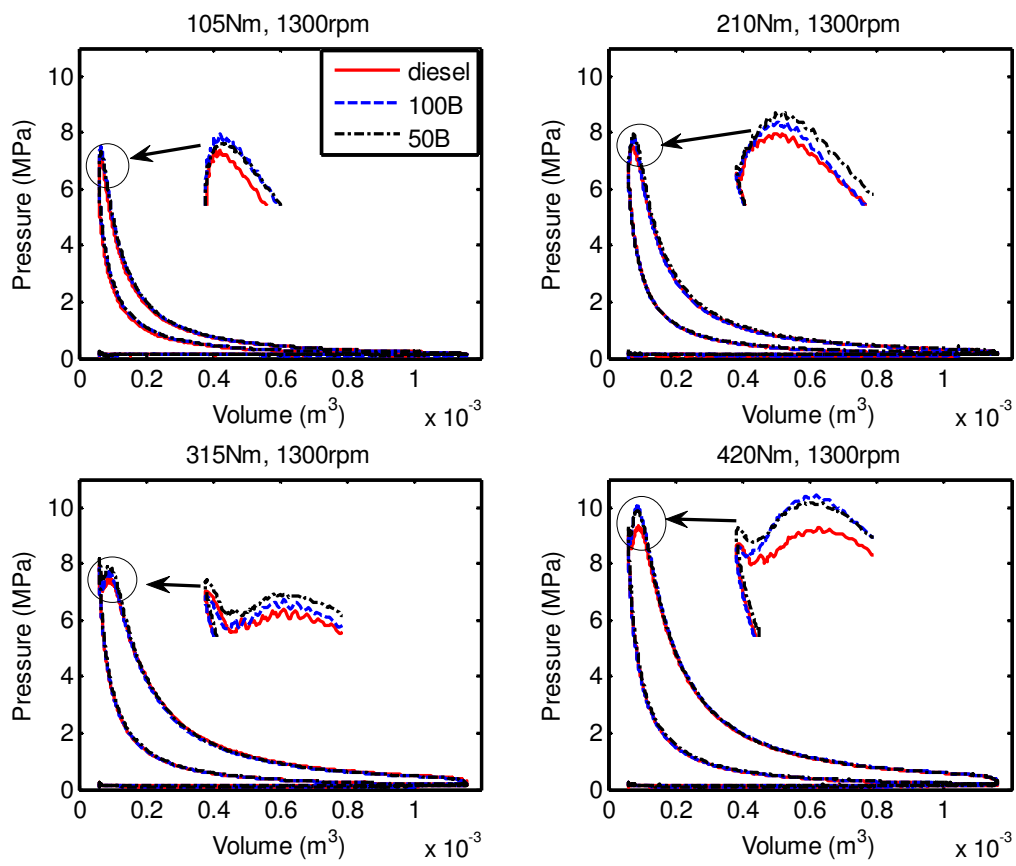 105Nm, 1300rpm
Pressure (MPa)
10
8
6
4
2
0
diesel
100B
50B
0 0.2 0.4 0.6 0.8 1
Volume (m³)
x 10⁻³
210Nm, 1300rpm
Pressure (MPa)
10
8
6
4
2
0
0 0.2 0.4 0.6 0.8 1
Volume (m³)
x 10⁻³
315Nm, 1300rpm
Pressure (MPa)
10
8
6
4
2
0
0 0.2 0.4 0.6 0.8 1
Volume (m³)
x 10⁻³
420Nm, 1300rpm
Pressure (MPa)
10
8
6
4
2
0
0 0.2 0.4 0.6 0.8 1
Volume (m³)
x 10⁻³